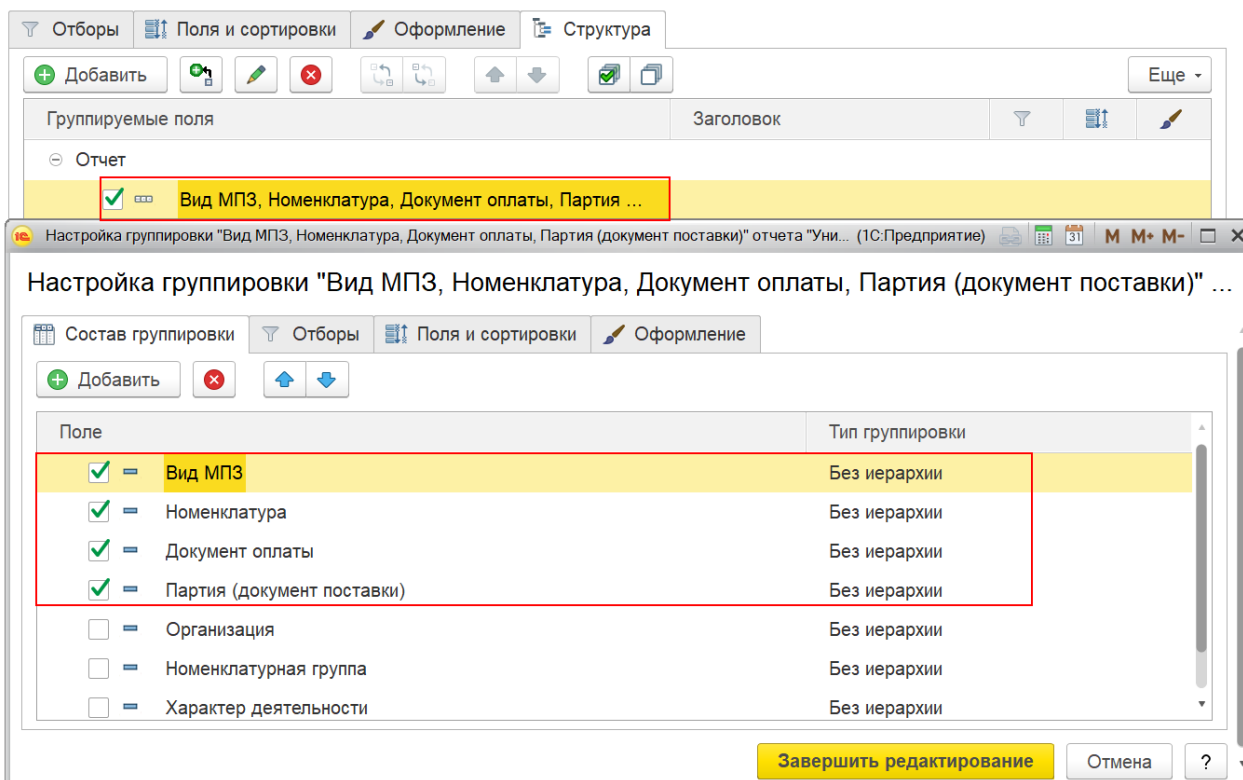 Отборы Поля и сортировки Оформление Структура
Добавить Еще
Группируемые поля Заголовок
Отчет
Вид МПЗ, Номенклатура, Документ оплаты, Партия ...
1С Настройка группировки "Вид МПЗ, Номенклатура, Документ оплаты, Партия (документ поставки)" отчета "Уни... (1С:Предприятие) 31 M M+ M-
Настройка группировки "Вид МПЗ, Номенклатура, Документ оплаты, Партия (документ поставки)" ...
Состав группировки Отборы Поля и сортировки Оформление
Добавить
Поле Тип группировки
Вид МПЗ Без иерархии
Номенклатура Без иерархии
Документ оплаты Без иерархии
Партия (документ поставки) Без иерархии
Организация Без иерархии
Номенклатурная группа Без иерархии
Характер деятельности Без иерархии
Завершить редактирование Отмена ?